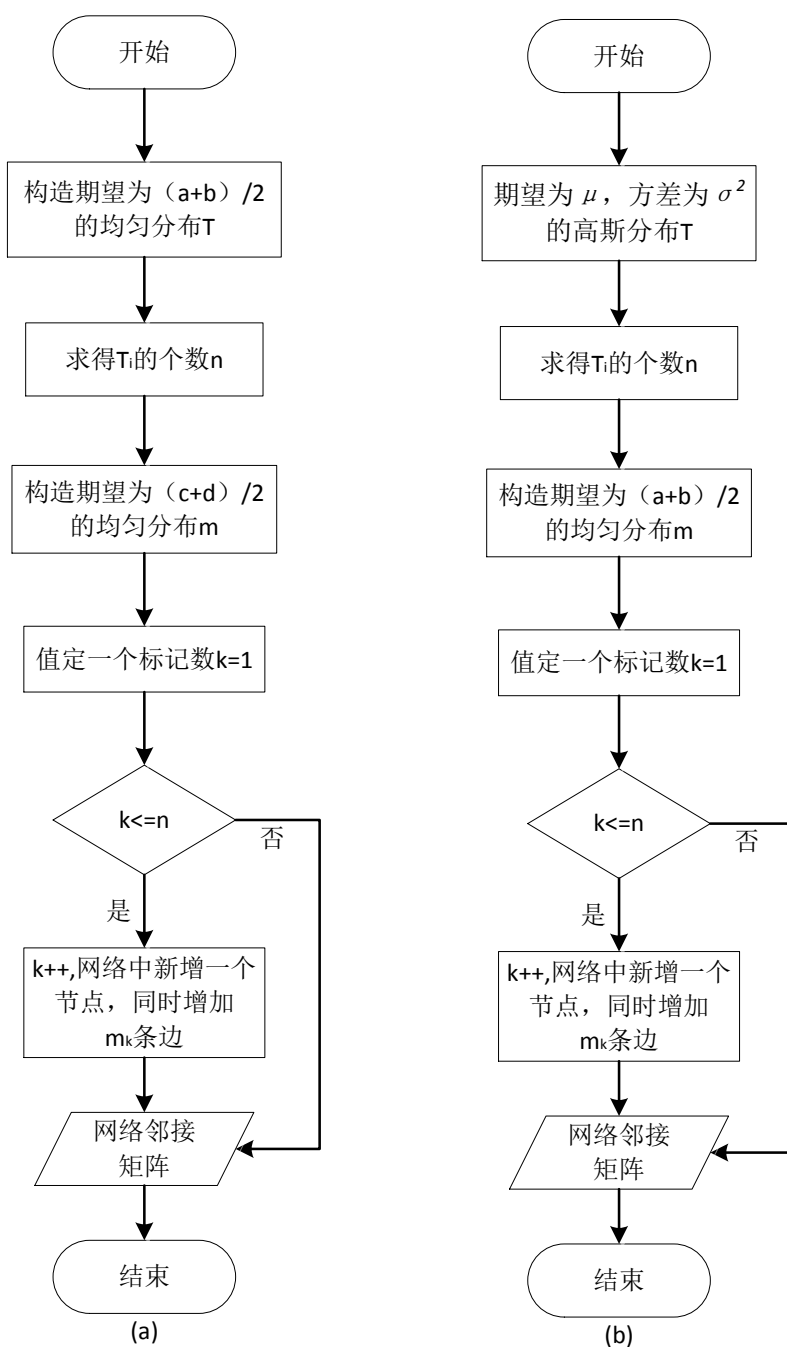 开始
构造期望为（a+b）/2
的均匀分布T
求得Ti的个数n
构造期望为（c+d）/2
的均匀分布m
值定一个标记数k=1
k<=n
否
是
k++,网络中新增一个
节点，同时增加
mk条边
网络邻接
矩阵
结束
(a)
开始
期望为μ，方差为σ²
的高斯分布T
求得Ti的个数n
构造期望为（a+b）/2
的均匀分布m
值定一个标记数k=1
k<=n
否
是
k++,网络中新增一个
节点，同时增加
mk条边
网络邻接
矩阵
结束
(b)